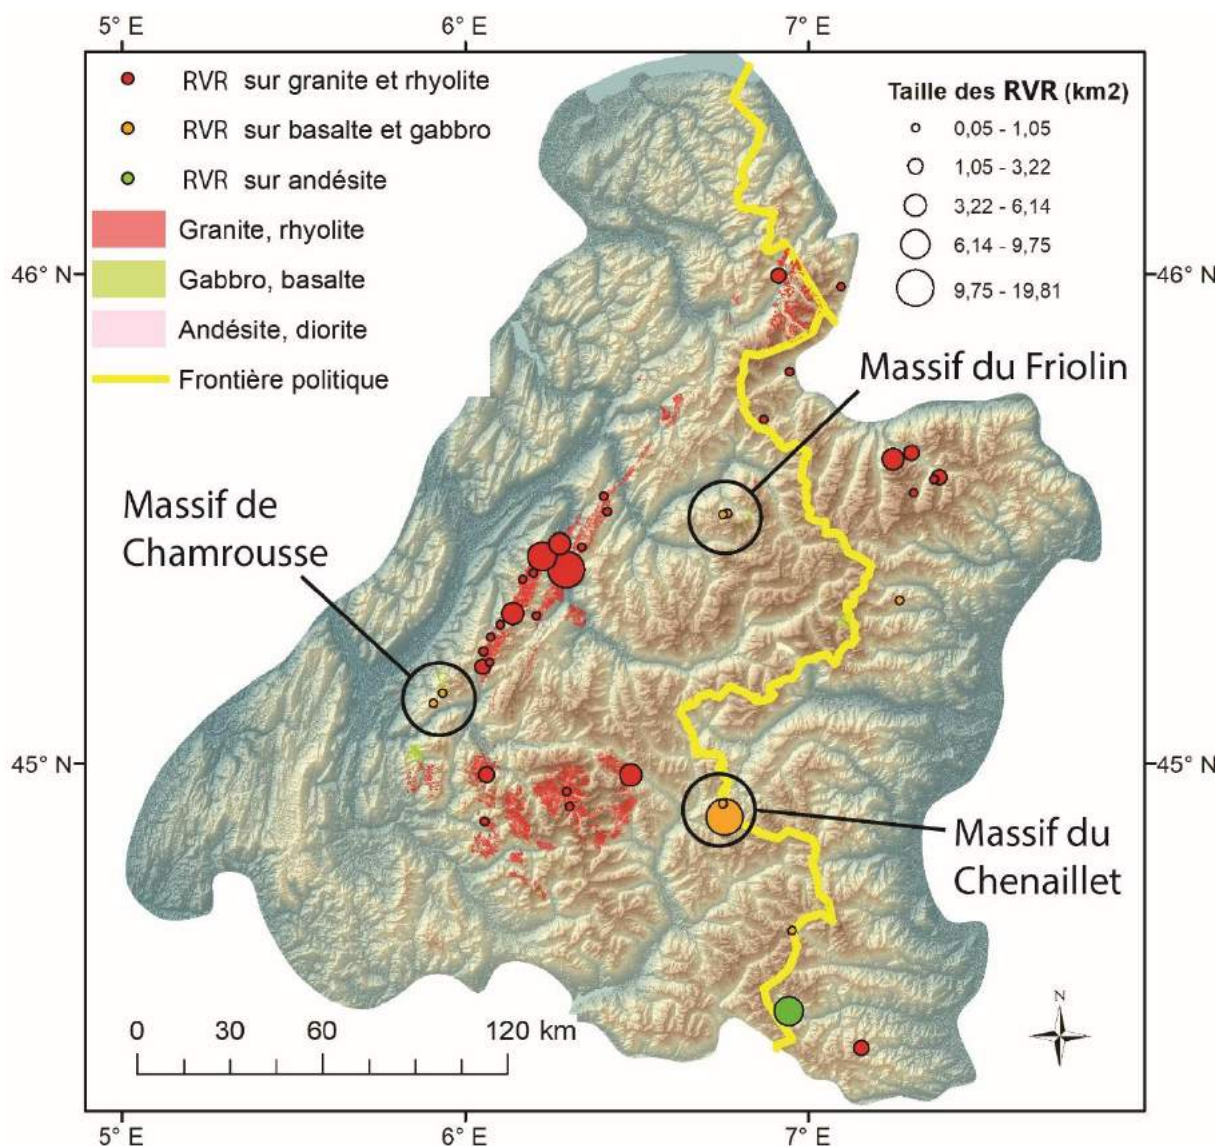 5° E
6° E
7° E
RVR sur granite et rhyolite
RVR sur basalte et gabbro
RVR sur andésite
Granite, rhyolite
Gabbro, basalte
Andésite, diorite
Frontière politique
Taille des RVR (km2)
0,05 - 1,05
1,05 - 3,22
3,22 - 6,14
6,14 - 9,75
9,75 - 19,81
46° N
46° N
Massif du Friolin
Massif de
Chamrousse
45° N
45° N
Massif du
Chenaillet
N
0 30 60 120 km
5° E
6° E
7° E